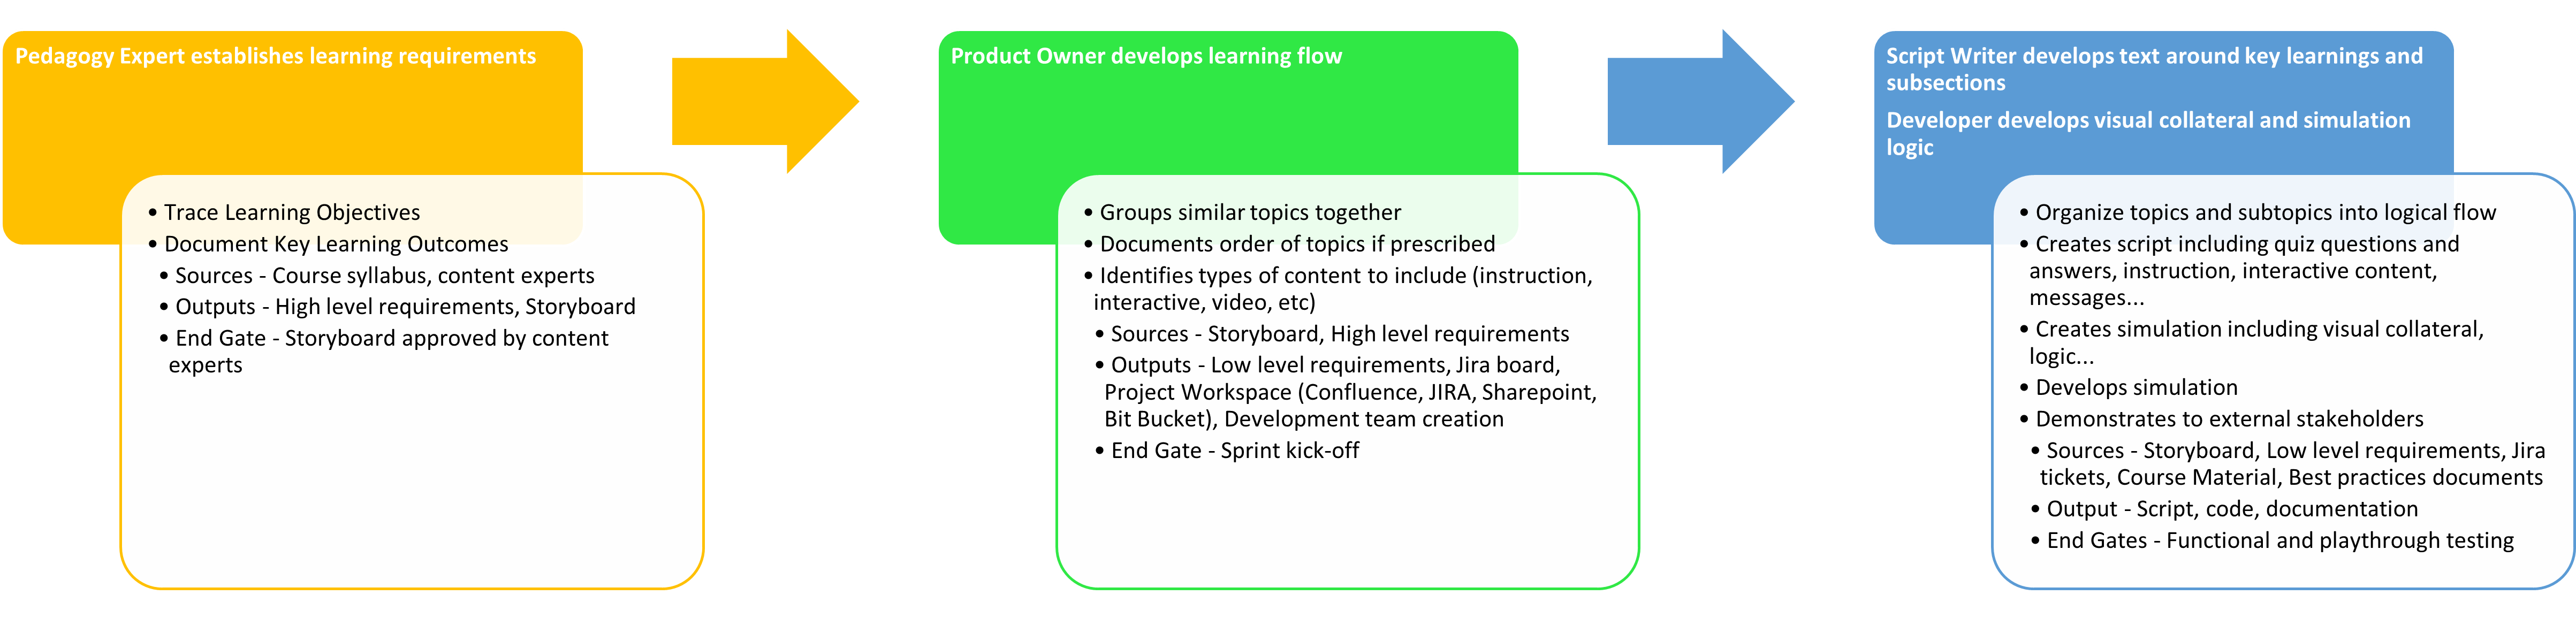 Pedagogy Expert establishes learning requirements
• Trace Learning Objectives
• Document Key Learning Outcomes
• Sources - Course syllabus, content experts
• Outputs - High level requirements, Storyboard
• End Gate - Storyboard approved by content
experts
Product Owner develops learning flow
• Groups similar topics together
• Documents order of topics if prescribed
• Identifies types of content to include (instruction,
interactive, video, etc)
• Sources - Storyboard, High level requirements
• Outputs - Low level requirements, Jira board,
Project Workspace (Confluence, JIRA, Sharepoint,
Bit Bucket), Development team creation
• End Gate - Sprint kick-off
Script Writer develops text around key learnings and
subsections
Developer develops visual collateral and simulation
logic
• Organize topics and subtopics into logical flow
• Creates script including quiz questions and
answers, instruction, interactive content,
messages...
• Creates simulation including visual collateral,
logic...
• Develops simulation
• Demonstrates to external stakeholders
• Sources - Storyboard, Low level requirements, Jira
tickets, Course Material, Best practices documents
• Output - Script, code, documentation
• End Gates - Functional and playthrough testing